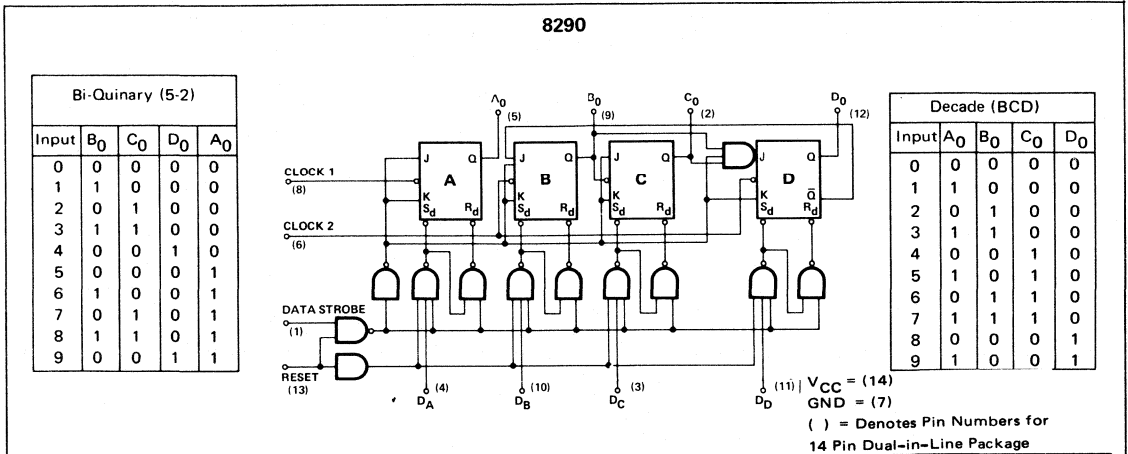 8290
Bi-Quinary (5-2)
Input B0 C0 D0 A0
0 0 0 0 0
1 1 0 0 0
2 0 1 0 0
3 1 1 0 0
4 0 0 1 0
5 0 0 0 1
6 1 0 0 1
7 0 1 0 1
8 1 1 0 1
9 0 0 1 1
A0 B0 C0 D0
(5) (9) (2) (12)
J Q J Q J Q J Q
A B C D
CLOCK 1
(8)
K K K K Q̅
Sd Rd Sd Rd Sd Rd Sd Rd
CLOCK 2
(6)
DATA STROBE
(1)
RESET
(13)
(4) (10) (3) (11)
DA DB DC DD
Decade (BCD)
Input A0 B0 C0 D0
0 0 0 0 0
1 1 0 0 0
2 0 1 0 0
3 1 1 0 0
4 0 0 1 0
5 1 0 1 0
6 0 1 1 0
7 1 1 1 0
8 0 0 0 1
9 1 0 0 1
VCC = (14)
GND = (7)
( ) = Denotes Pin Numbers for
14 Pin Dual-in-Line Package